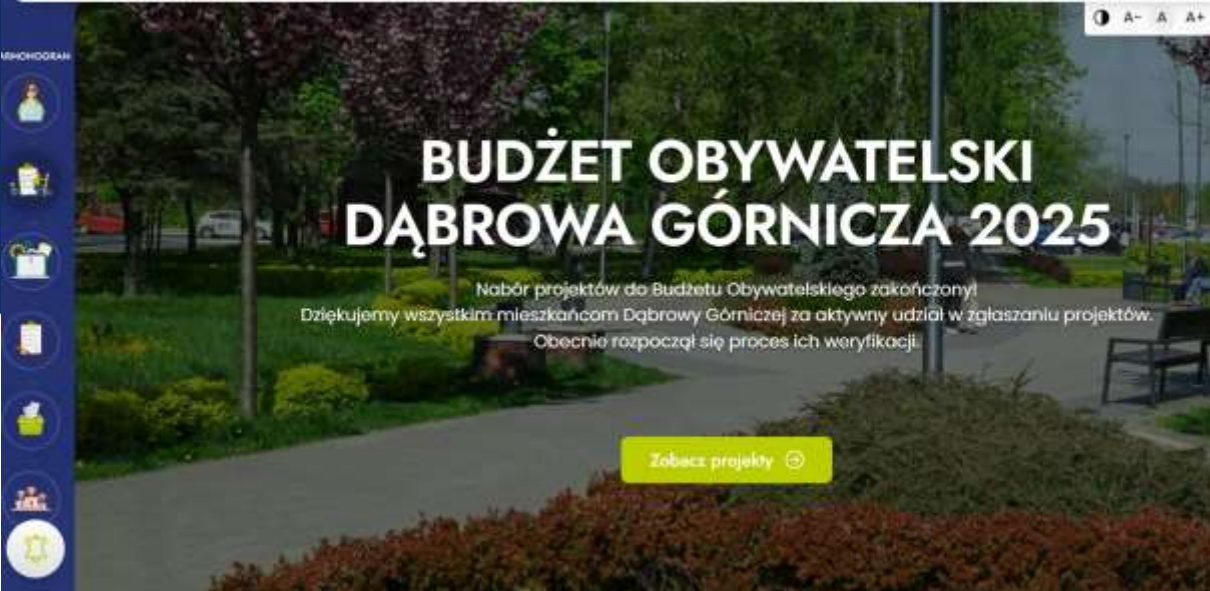 A- A A+
HARMONOGRAM
BUDŻET OBYWATELSKI
DĄBROWA GÓRNICZA 2025
Nabór projektów do Budżetu Obywatelskiego zakończony!
Dziękujemy wszystkim mieszkańcom Dąbrowy Górniczej za aktywny udział w zgłaszaniu projektów.
Obecnie rozpoczął się proces ich weryfikacji.
Zobacz projekty